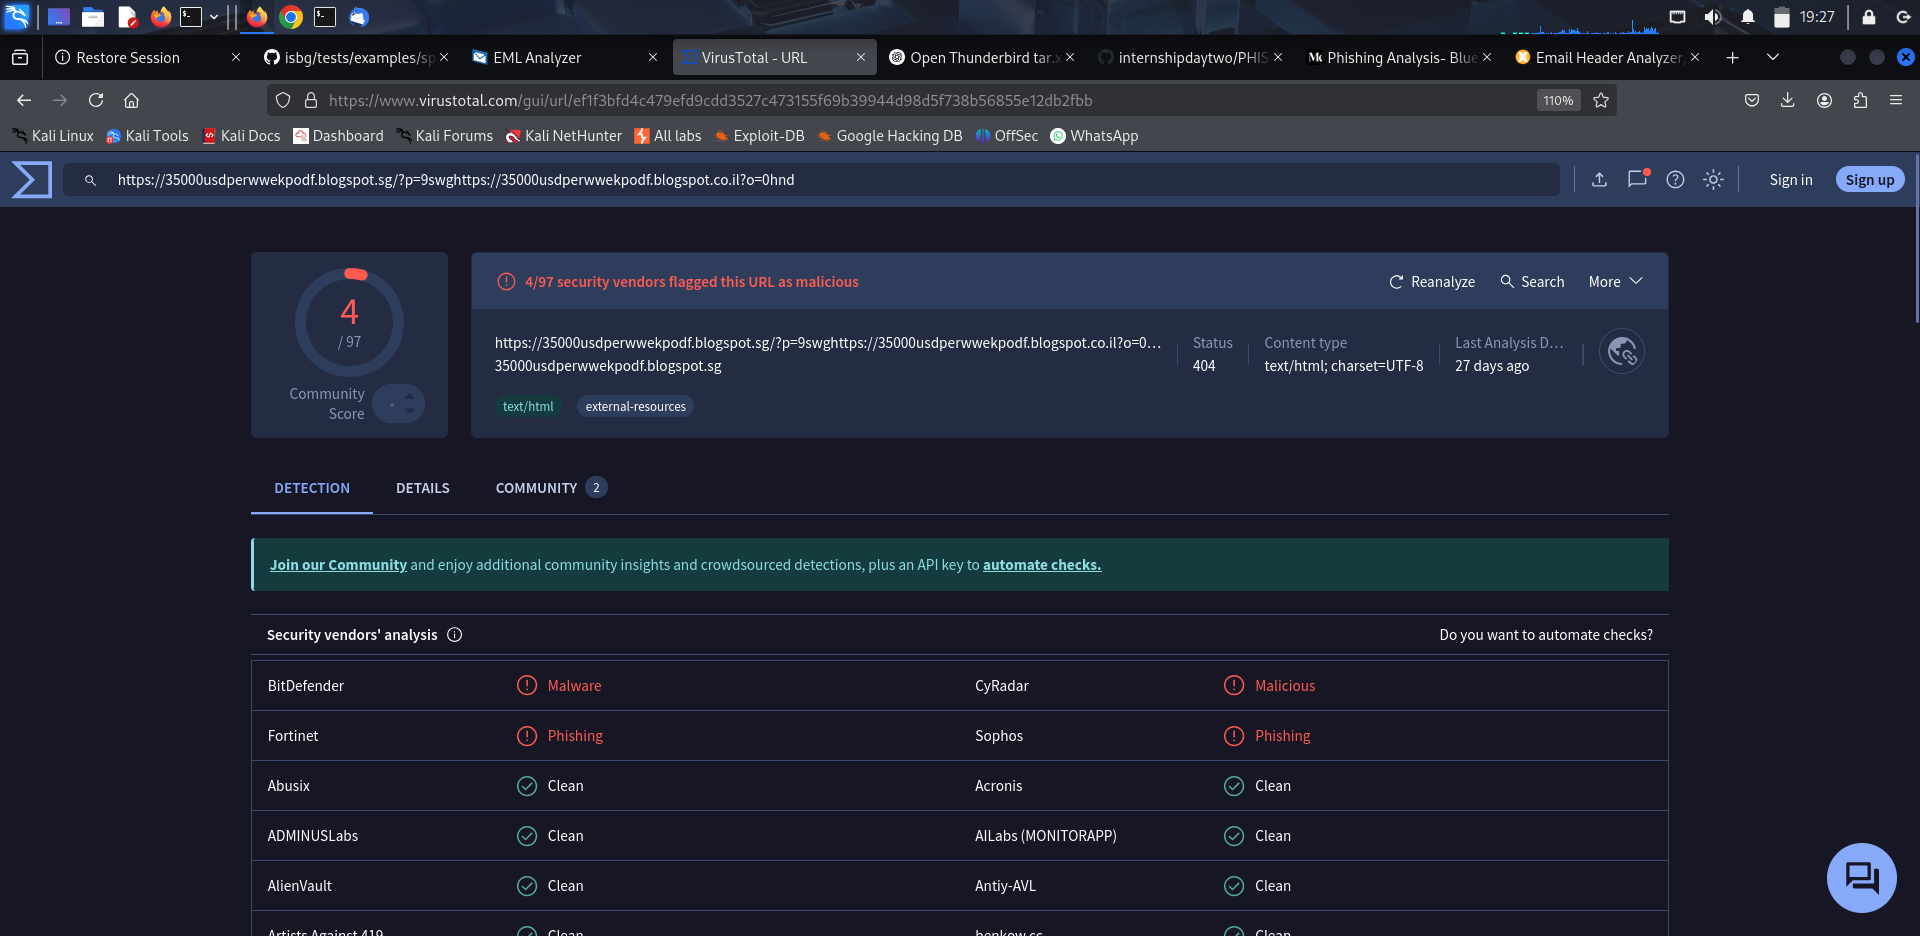 19:27
Restore Session
isbg/tests/examples/sp
EML Analyzer
VirusTotal - URL
Open Thunderbird tar.x
internshipdaytwo/PHIS
Mc Phishing Analysis- Blue
Email Header Analyzer,
https://www.virustotal.com/gui/url/ef1f3bfd4c479efd9cdd3527c473155f69b39944d98d5f738b56855e12db2fbb
110%
Kali Linux
Kali Tools
Kali Docs
Dashboard
Kali Forums
Kali NetHunter
All labs
Exploit-DB
Google Hacking DB
OffSec
WhatsApp
https://35000usdperwwekpodf.blogspot.sg/?p=9swghttps://35000usdperwwekpodf.blogspot.co.il?o=0hnd
Sign in
Sign up
4
/ 97
Community
Score
4/97 security vendors flagged this URL as malicious
Reanalyze
Search
More
https://35000usdperwwekpodf.blogspot.sg/?p=9swghttps://35000usdperwwekpodf.blogspot.co.il?o=0…
35000usdperwwekpodf.blogspot.sg
Status
404
Content type
text/html; charset=UTF-8
Last Analysis D…
27 days ago
text/html
external-resources
DETECTION
DETAILS
COMMUNITY 2
Join our Community and enjoy additional community insights and crowdsourced detections, plus an API key to automate checks.
Security vendors' analysis
Do you want to automate checks?
BitDefender Malware CyRadar Malicious
Fortinet Phishing Sophos Phishing
Abusix Clean Acronis Clean
ADMINUSLabs Clean AILabs (MONITORAPP) Clean
AlienVault Clean Antiy-AVL Clean
Artists Against 419 Clean benkow.cc Clean